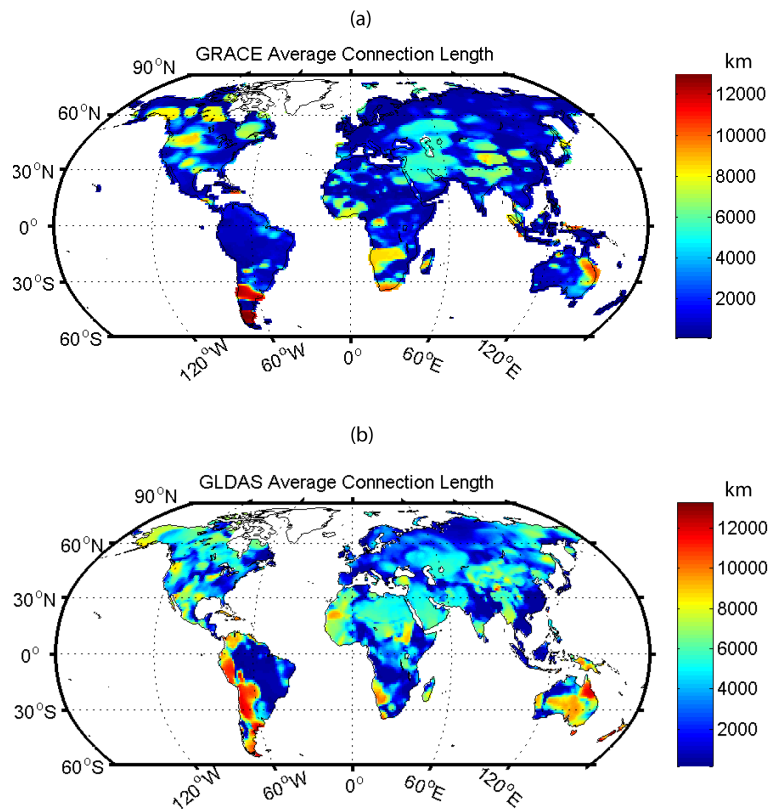 (a)
GRACE Average Connection Length
km
90°N
60°N
30°N
0°
30°S
60°S
120°W
60°W
0°
60°E
120°E
12000
10000
8000
6000
4000
2000
(b)
GLDAS Average Connection Length
km
90°N
60°N
30°N
0°
30°S
60°S
120°W
60°W
0°
60°E
120°E
12000
10000
8000
6000
4000
2000